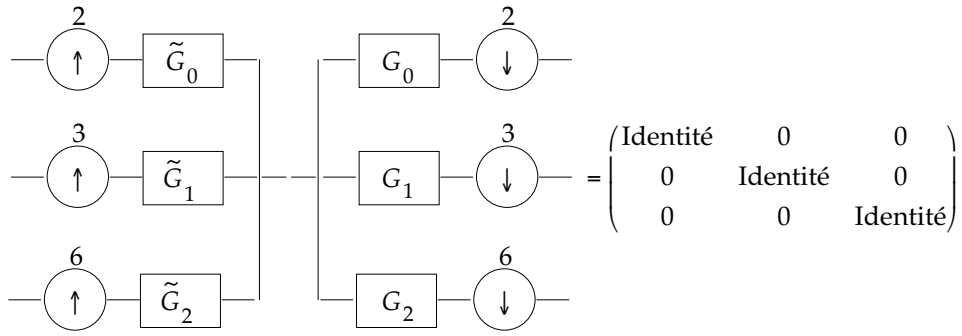 2 2
↑ G̃0 G0 ↓
3 3
↑ G̃1 G1 ↓ = (Identité 0 0
0 Identité 0
0 0 Identité)
6 6
↑ G̃2 G2 ↓